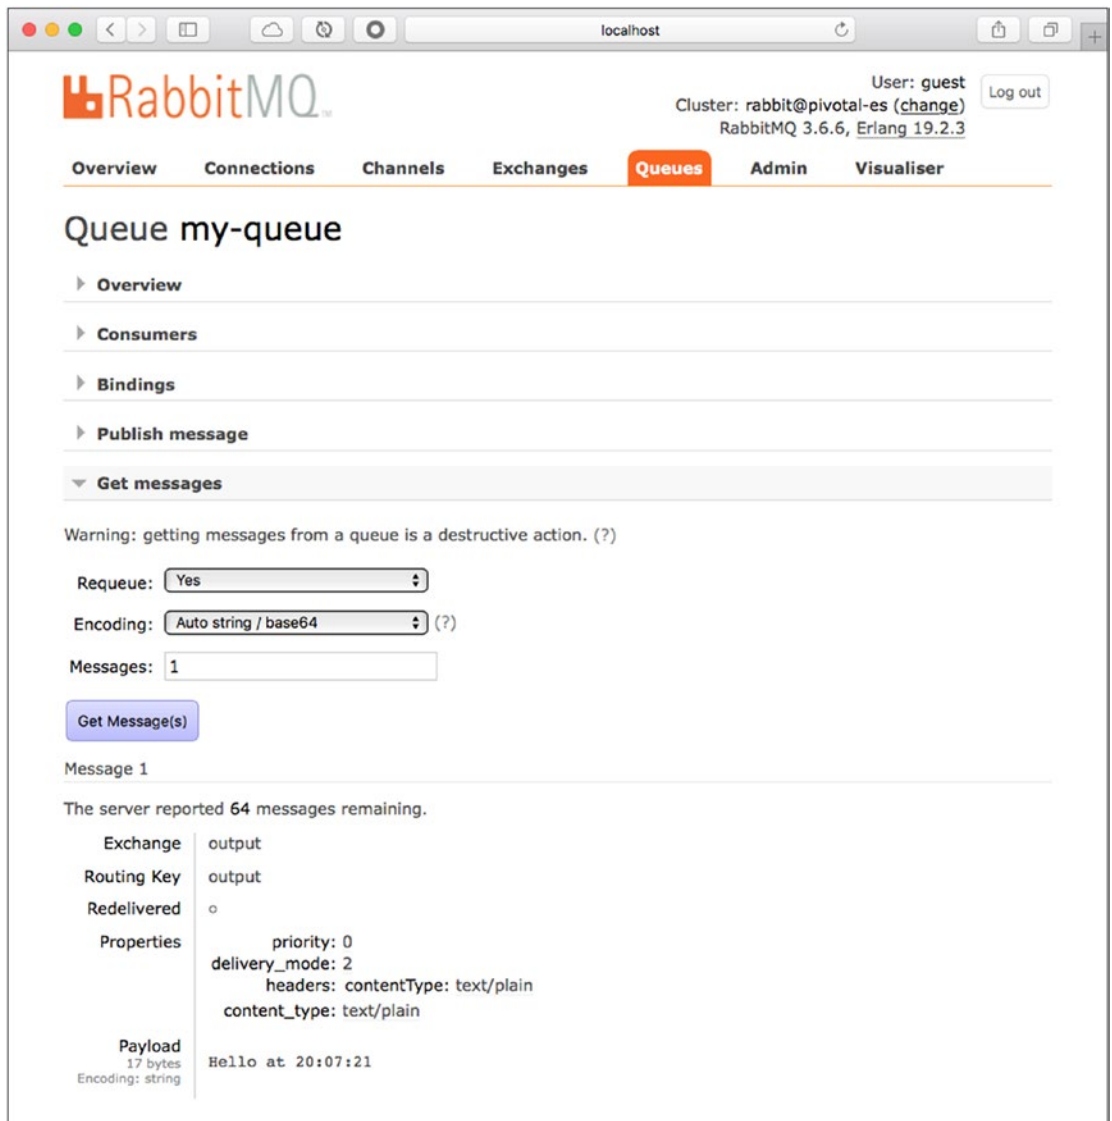 localhost
RabbitMQ™
User: guest
Log out
Cluster: rabbit@pivotal-es (change)
RabbitMQ 3.6.6, Erlang 19.2.3
Overview Connections Channels Exchanges Queues Admin Visualiser
Queue my-queue
Overview
Consumers
Bindings
Publish message
Get messages
Warning: getting messages from a queue is a destructive action. (?)
Requeue: Yes
Encoding: Auto string / base64 (?)
Messages: 1
Get Message(s)
Message 1
The server reported 64 messages remaining.
Exchange output
Routing Key output
Redelivered ○
Properties priority: 0
delivery_mode: 2
headers: contentType: text/plain
content_type: text/plain
Payload
17 bytes
Encoding: string
Hello at 20:07:21